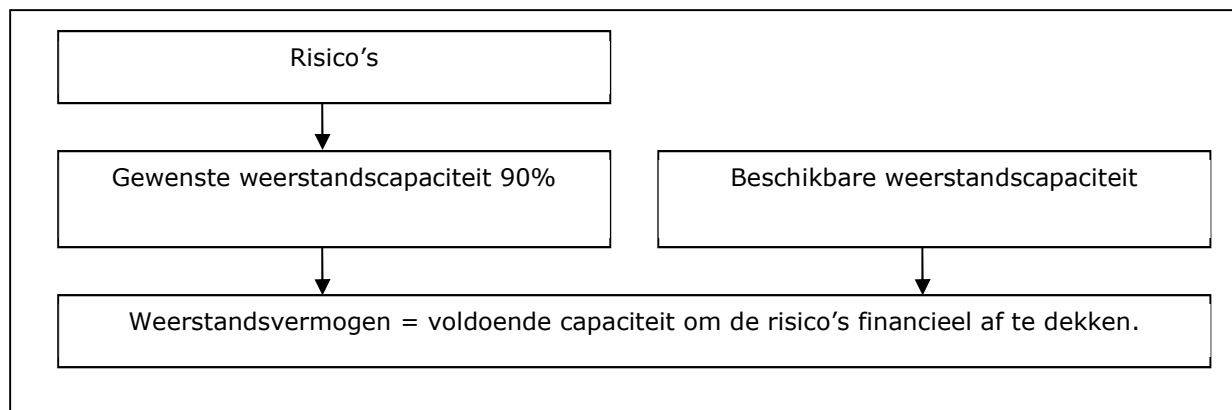 Risico’s
Gewenste weerstandscapaciteit 90%
Beschikbare weerstandscapaciteit
Weerstandsvermogen = voldoende capaciteit om de risico’s financieel af te dekken.